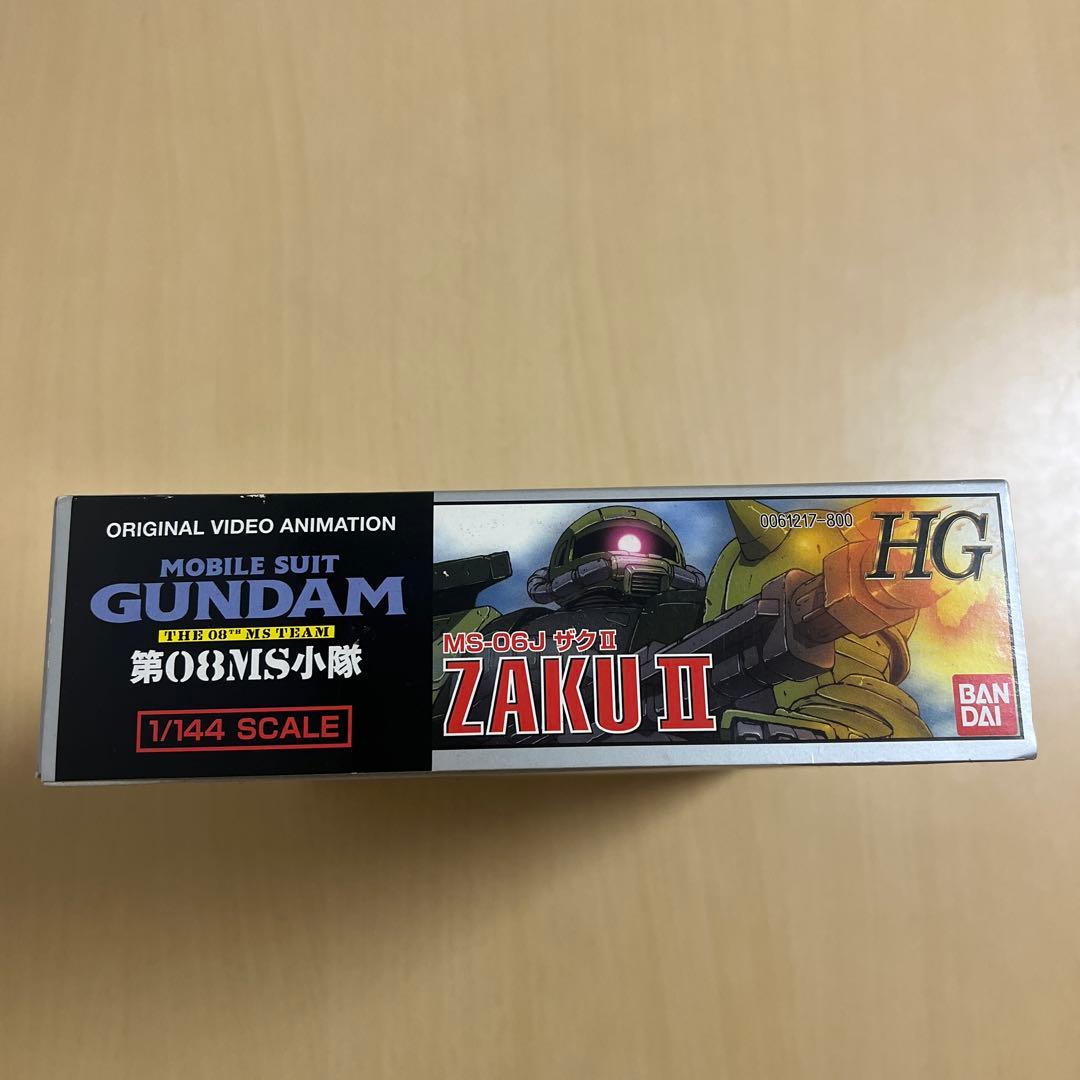 ORIGINAL VIDEO ANIMATION
MOBILE SUIT
GUNDAM
THE 08TH MS TEAM
第08MS小隊
1/144 SCALE
0061217-800
HG
MS-06J ザクII
ZAKU II
BAN
DAI